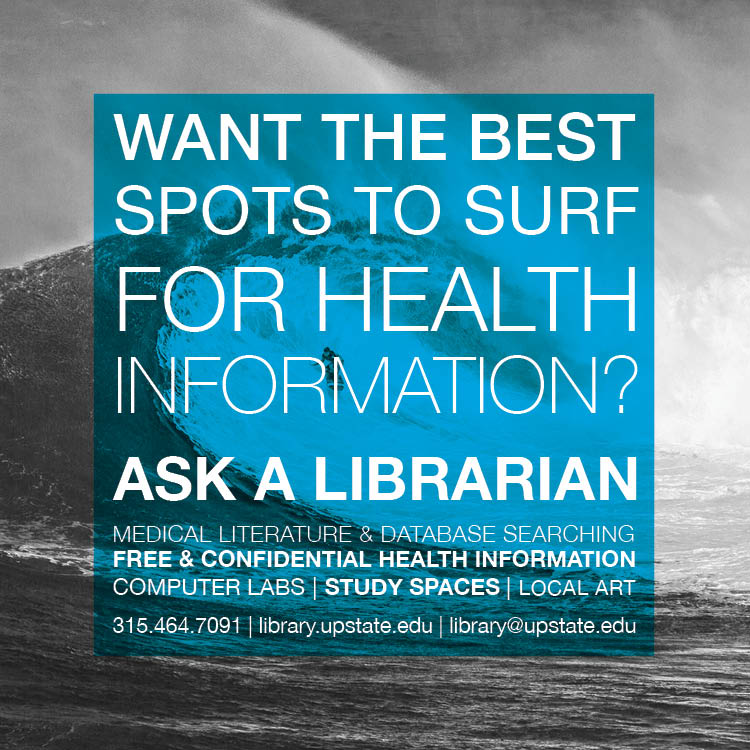 WANT THE BEST
SPOTS TO SURF
FOR HEALTH
INFORMATION?
ASK A LIBRARIAN
MEDICAL LITERATURE & DATABASE SEARCHING
FREE & CONFIDENTIAL HEALTH INFORMATION
COMPUTER LABS | STUDY SPACES | LOCAL ART
315.464.7091 | library.upstate.edu | library@upstate.edu